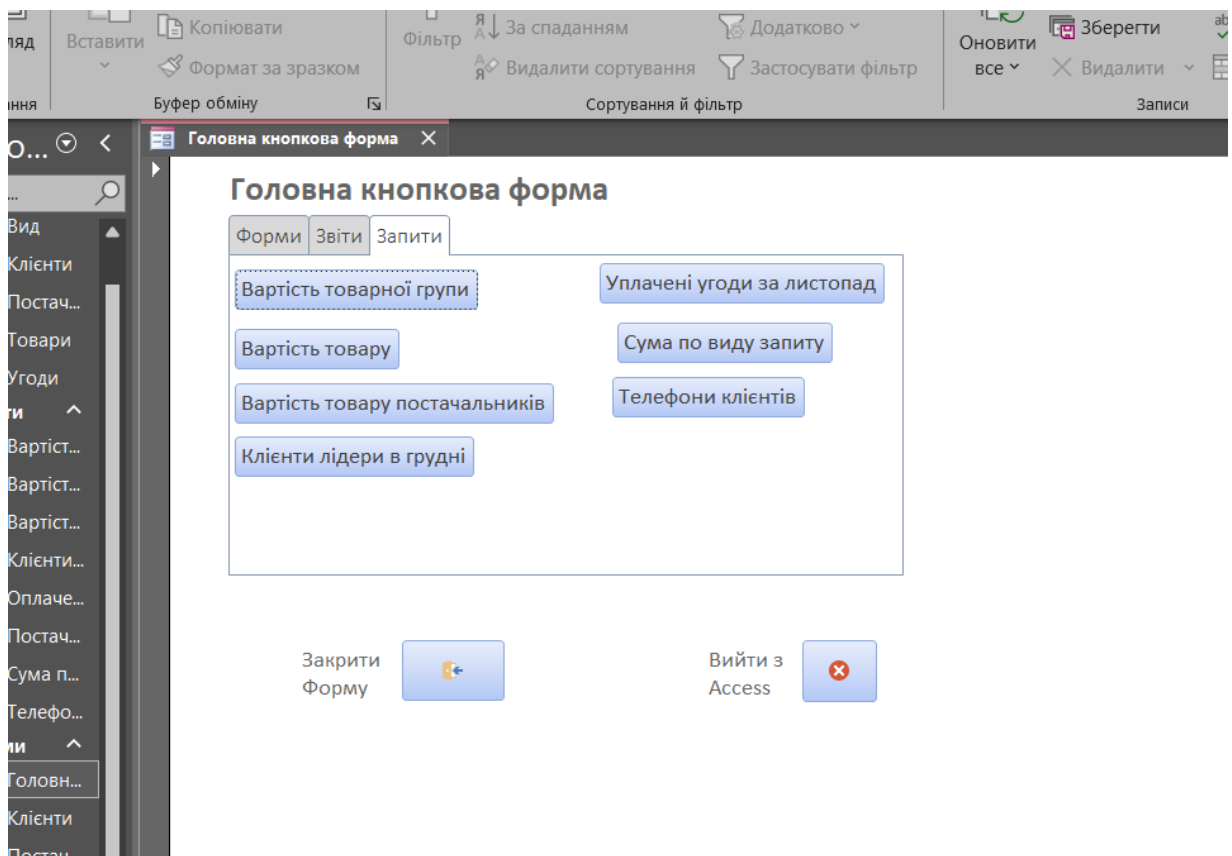 ляд
Вставити
Копіювати
Формат за зразком
Фільтр
За спаданням
Видалити сортування
Додатково
Застосувати фільтр
Оновити
все
Зберегти
Видалити
ання
Буфер обміну
Сортування й фільтр
Записи
О...
Головна кнопкова форма
...
Вид
Клієнти
Постач...
Товари
Угоди
ти
Вартіст...
Вартіст...
Вартіст...
Клієнти...
Оплаче...
Постач...
Сума п...
Телефо...
ми
Головн...
Клієнти
Головна кнопкова форма
Форми Звіти Запити
Вартість товарної групи
Уплачені угоди за листопад
Вартість товару
Сума по виду запиту
Вартість товару постачальників
Телефони клієнтів
Клієнти лідери в грудні
Закрити
Форму
Вийти з
Access